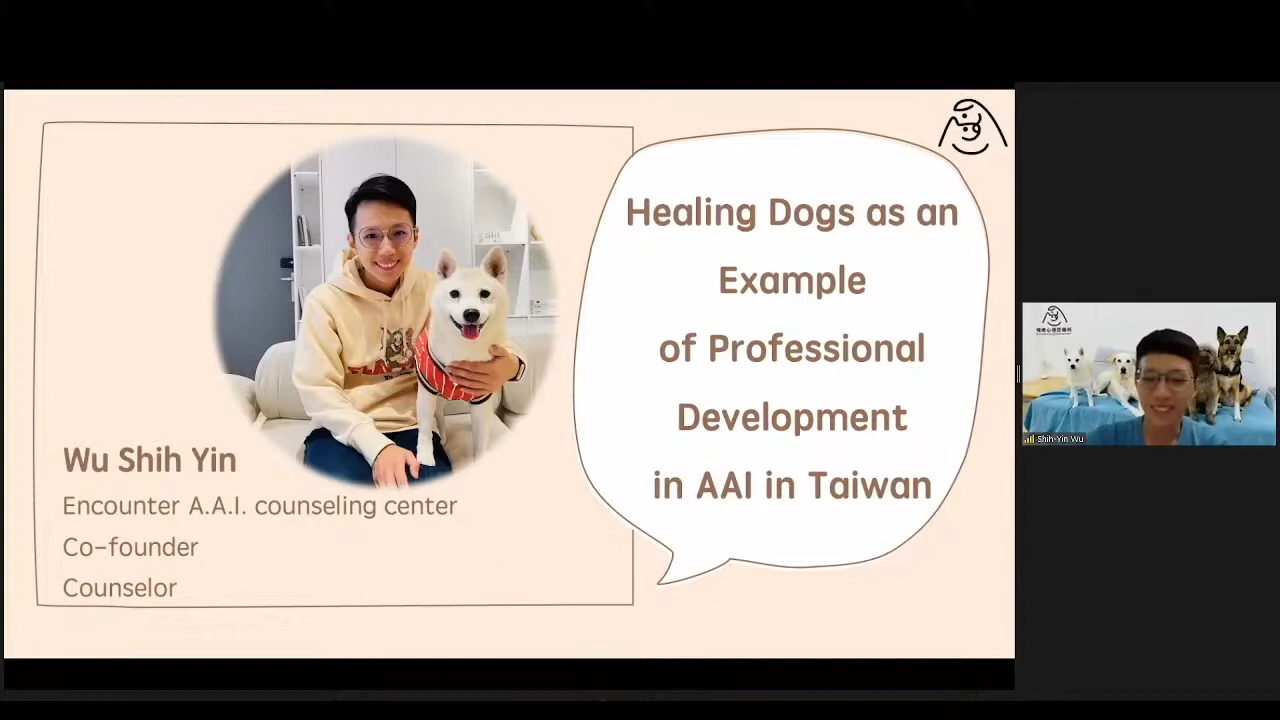 Healing Dogs as an
Example
of Professional
Development
in AAI in Taiwan
Wu Shih Yin
Encounter A.A.I. counseling center
Co-founder
Counselor
Shih-Yin Wu